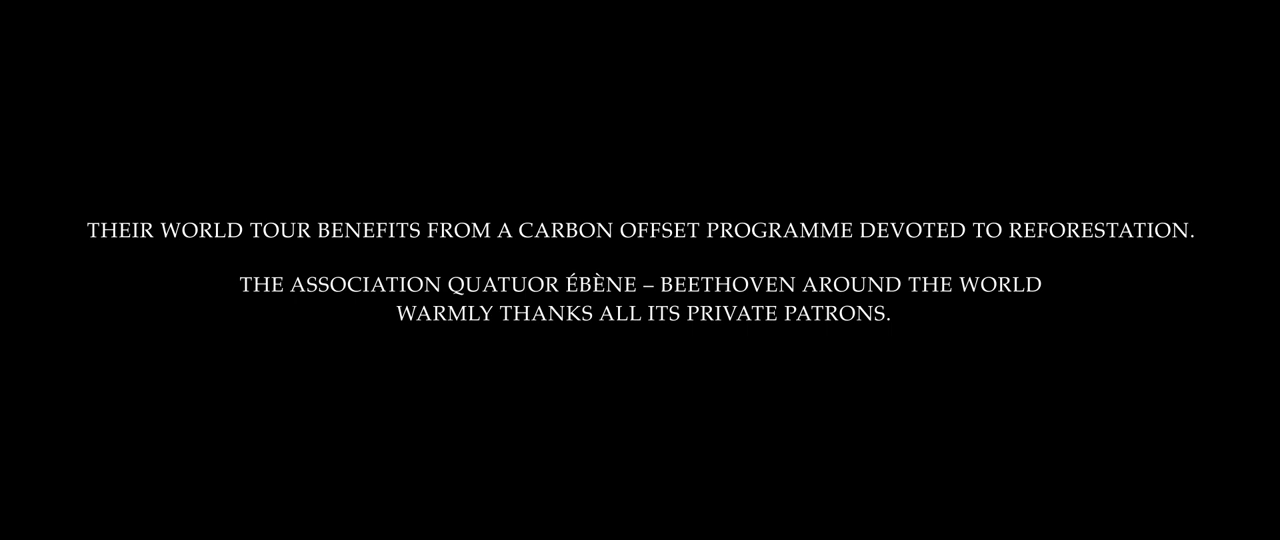 THEIR WORLD TOUR BENEFITS FROM A CARBON OFFSET PROGRAMME DEVOTED TO REFORESTATION.
THE ASSOCIATION QUATUOR ÉBÈNE – BEETHOVEN AROUND THE WORLD
WARMLY THANKS ALL ITS PRIVATE PATRONS.